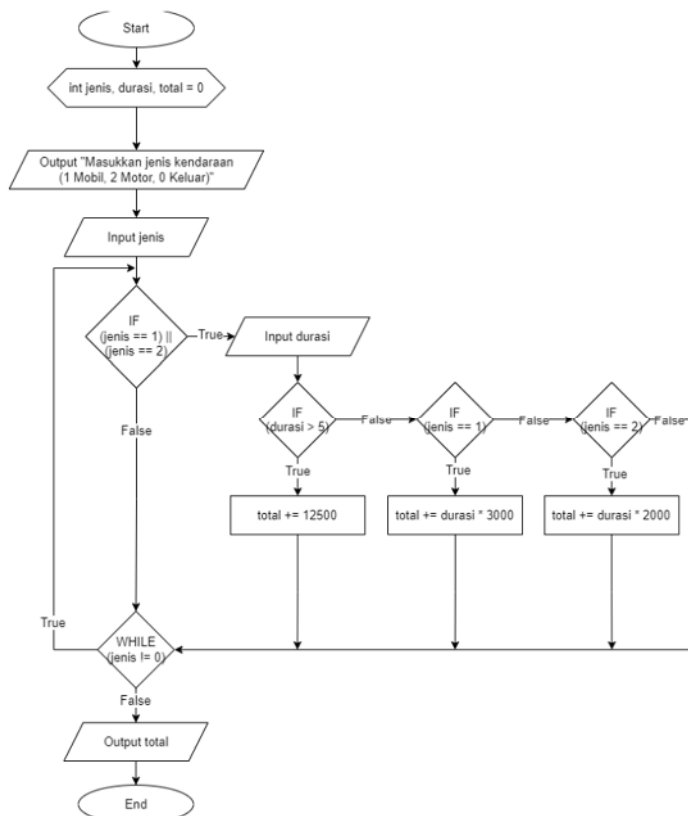 Start
int jenis, durasi, total = 0
Output "Masukkan jenis kendaraan
(1 Mobil, 2 Motor, 0 Keluar)"
Input jenis
IF
(jenis == 1) ||
(jenis == 2)
True
Input durasi
False
IF
(durasi > 5)
False
IF
(jenis == 1)
False
IF
(jenis == 2)
False
True
True
True
total += 12500
total += durasi * 3000
total += durasi * 2000
True
WHILE
(jenis != 0)
False
Output total
End